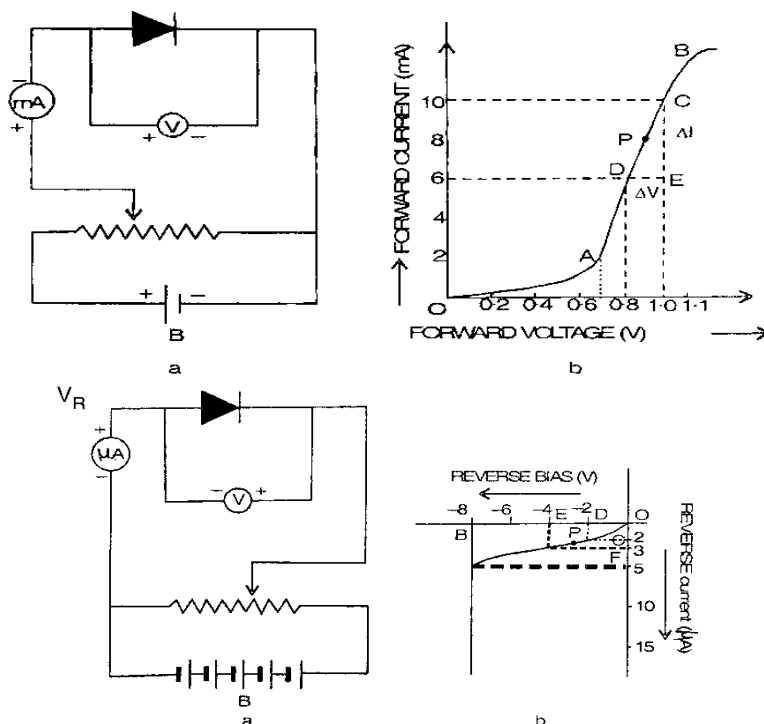 − mA +
+ V −
+ −
B
a
FORWARD CURRENT (mA)
10
8
6
4
2
O
0·2 0·4 0·6 0·8 1·0 1·1
FORWARD VOLTAGE (V)
A
B
C
D
E
P
ΔI
ΔV
b
VR
+ μA −
− V +
B
a
REVERSE BIAS (V)
−8 −6 −4 −2 O
B E P D F
2
3
5
10
15
REVERSE current (μA)
b